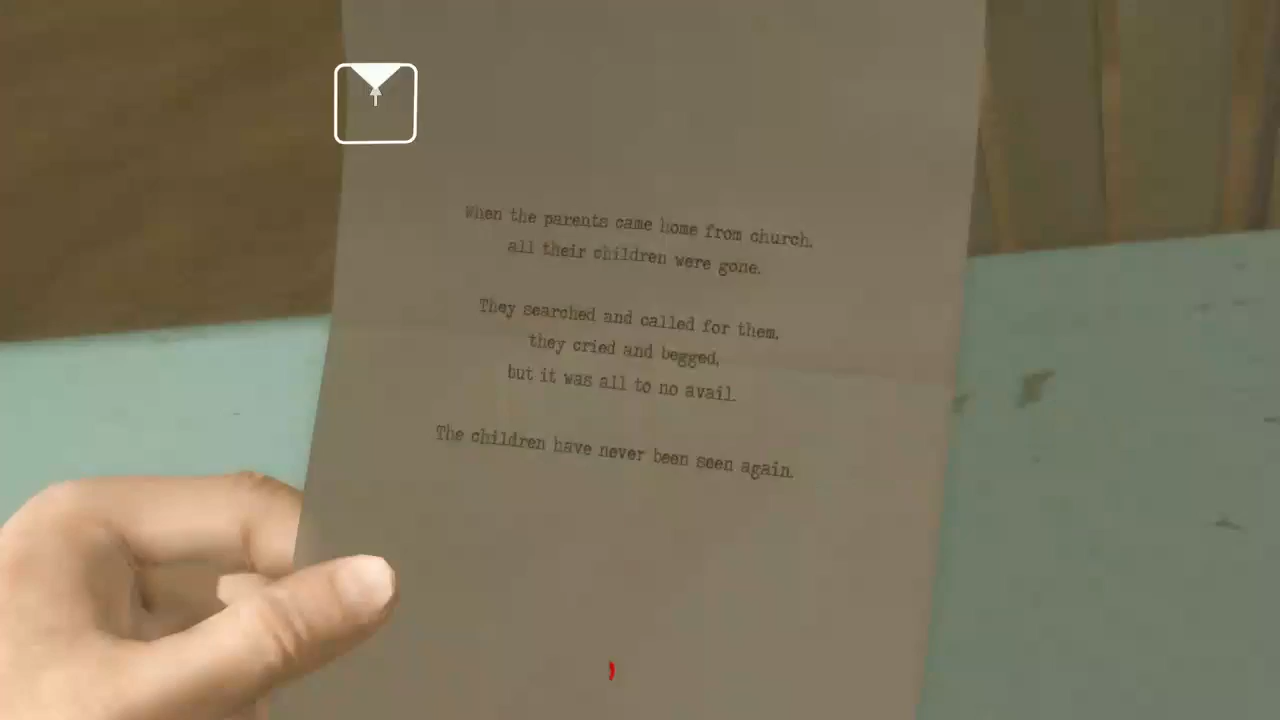 When the parents came home from church,
all their children were gone.
They searched and called for them,
they cried and begged,
but it was all to no avail.
The children have never been seen again.